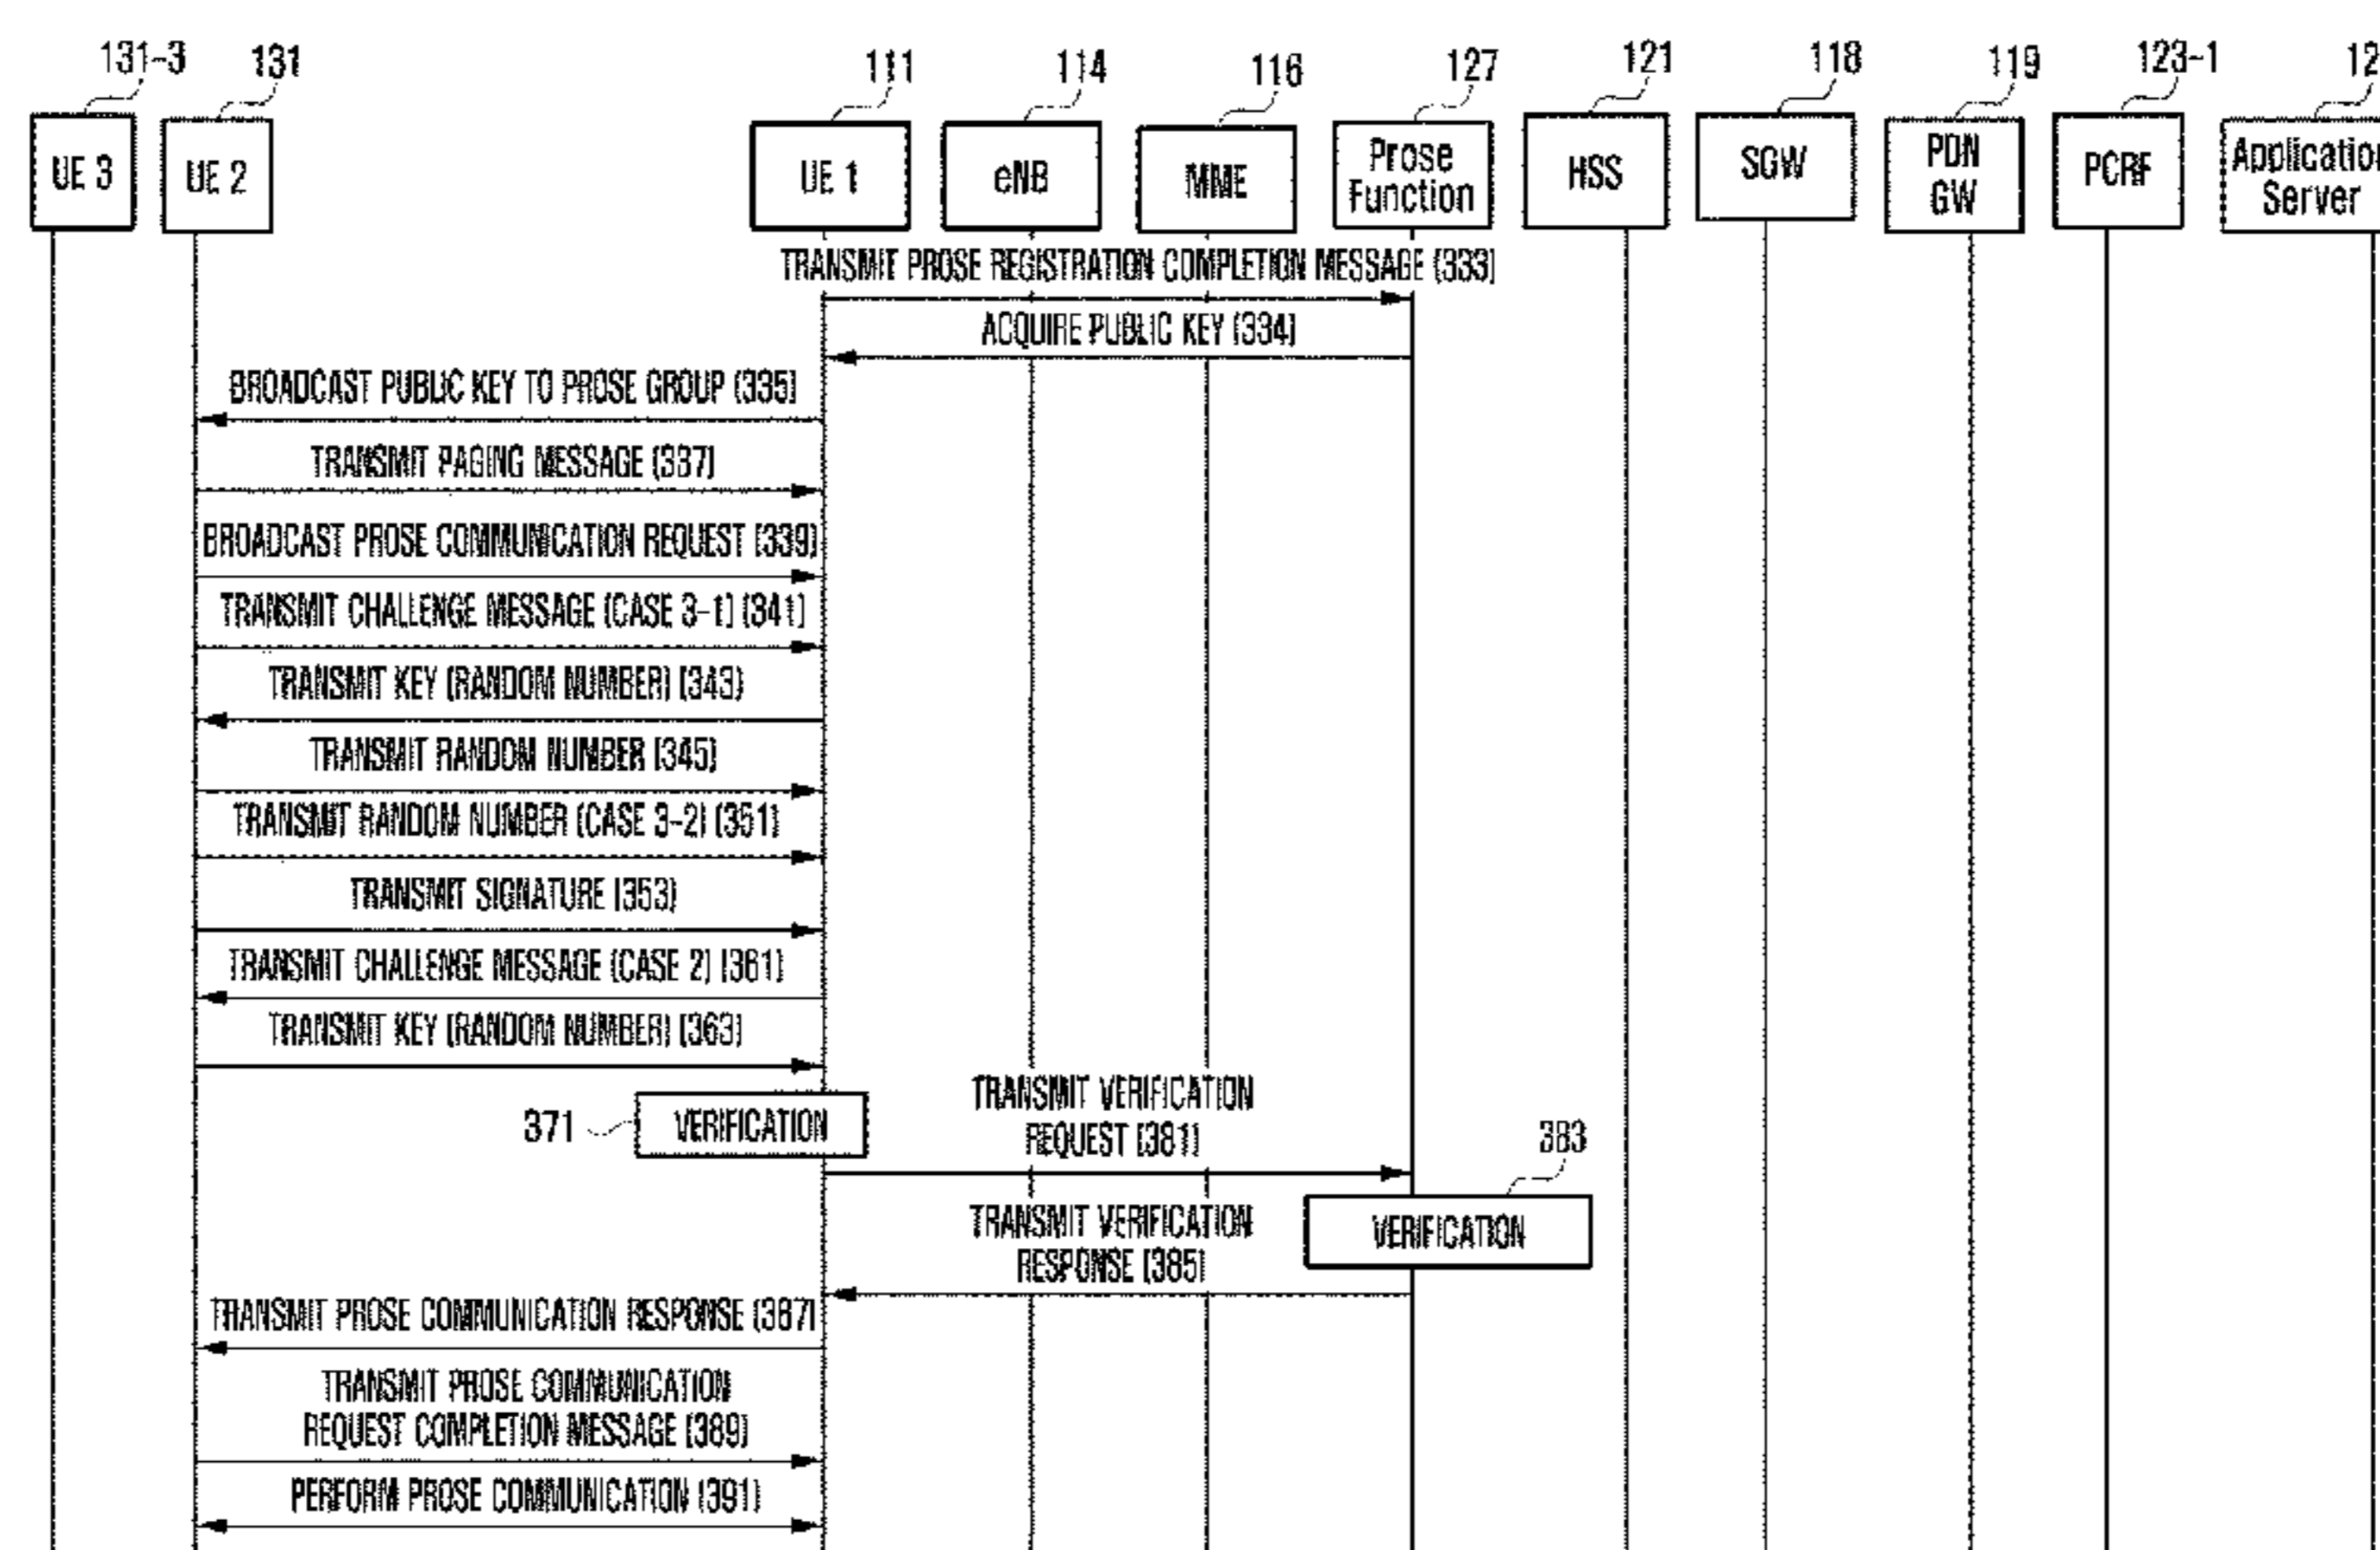 131-3 131 111 114 116 127 121 118 119 123-1
UE 3 UE 2 UE 1 eNB MME Prose Function HSS SGW PDN GW PCRF Server
TRANSMIT PROSE REGISTRATION COMPLETION MESSAGE (333)
ACQUIRE PUBLIC KEY (334)
BROADCAST PUBLIC KEY TO PROSE GROUP (335)
TRANSMIT PAGING MESSAGE (337)
BROADCAST PROSE COMMUNICATION REQUEST (339)
TRANSMIT CHALLENGE MESSAGE (CASE 3-1) (341)
TRANSMIT KEY (RANDOM NUMBER) (343)
TRANSMIT RANDOM NUMBER (345)
TRANSMIT RANDOM NUMBER (CASE 3-2) (351)
TRANSMIT SIGNATURE (353)
TRANSMIT CHALLENGE MESSAGE (CASE 2) (361)
TRANSMIT KEY (RANDOM NUMBER) (363)
371 VERIFICATION
TRANSMIT VERIFICATION
REQUEST (381)
383
VERIFICATION
TRANSMIT VERIFICATION
RESPONSE (385)
TRANSMIT PROSE COMMUNICATION RESPONSE (387)
TRANSMIT PROSE COMMUNICATION
REQUEST COMPLETION MESSAGE (389)
PERFORM PROSE COMMUNICATION (391)